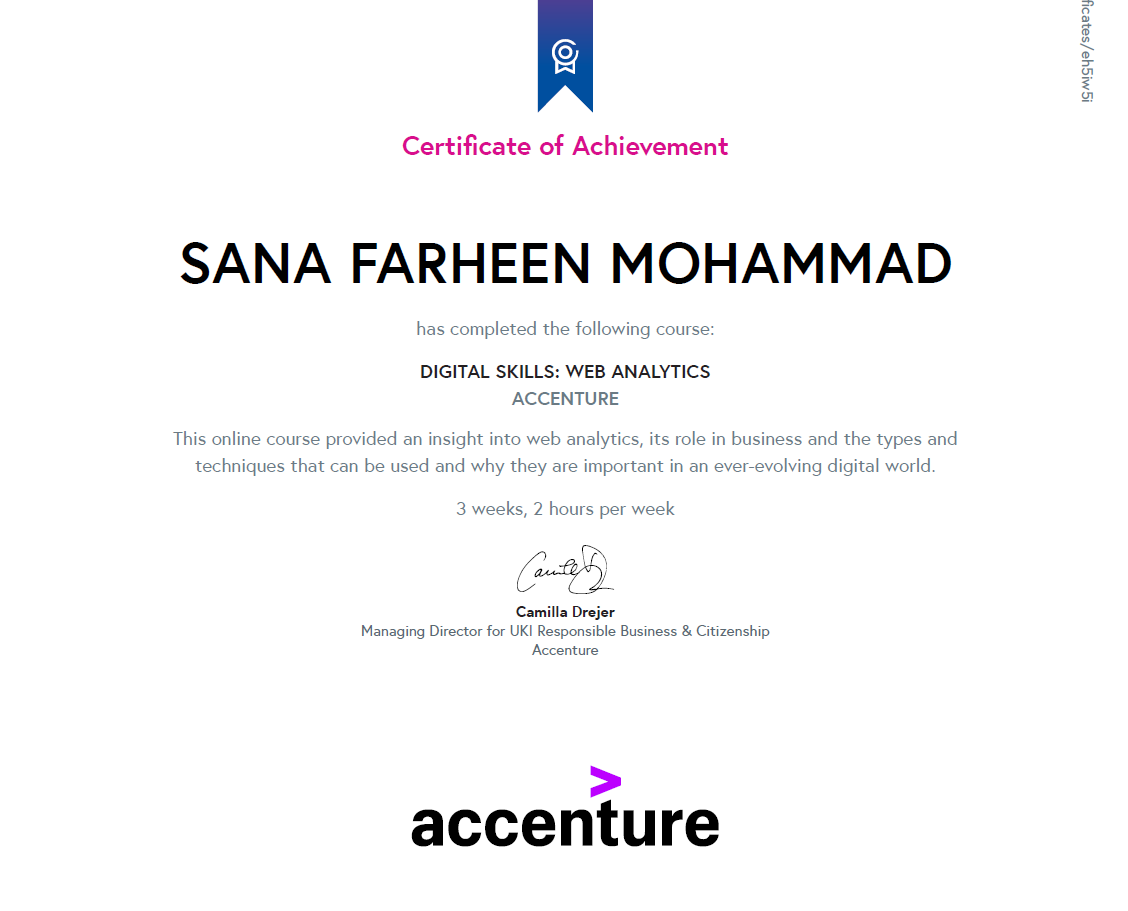 ficates/eh5iw5i
Certificate of Achievement
SANA FARHEEN MOHAMMAD
has completed the following course:
DIGITAL SKILLS: WEB ANALYTICS
ACCENTURE
This online course provided an insight into web analytics, its role in business and the types and
techniques that can be used and why they are important in an ever-evolving digital world.
3 weeks, 2 hours per week
Camilla Drejer
Managing Director for UKI Responsible Business & Citizenship
Accenture
accenture